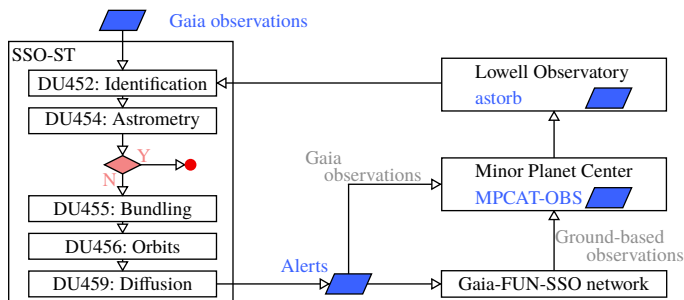 Gaia observations
SSO-ST
DU452: Identification
DU454: Astrometry
Y
N
DU455: Bundling
DU456: Orbits
DU459: Diffusion
Alerts
Gaia
observations
Lowell Observatory
astorb
Minor Planet Center
MPCAT-OBS
Ground-based
observations
Gaia-FUN-SSO network